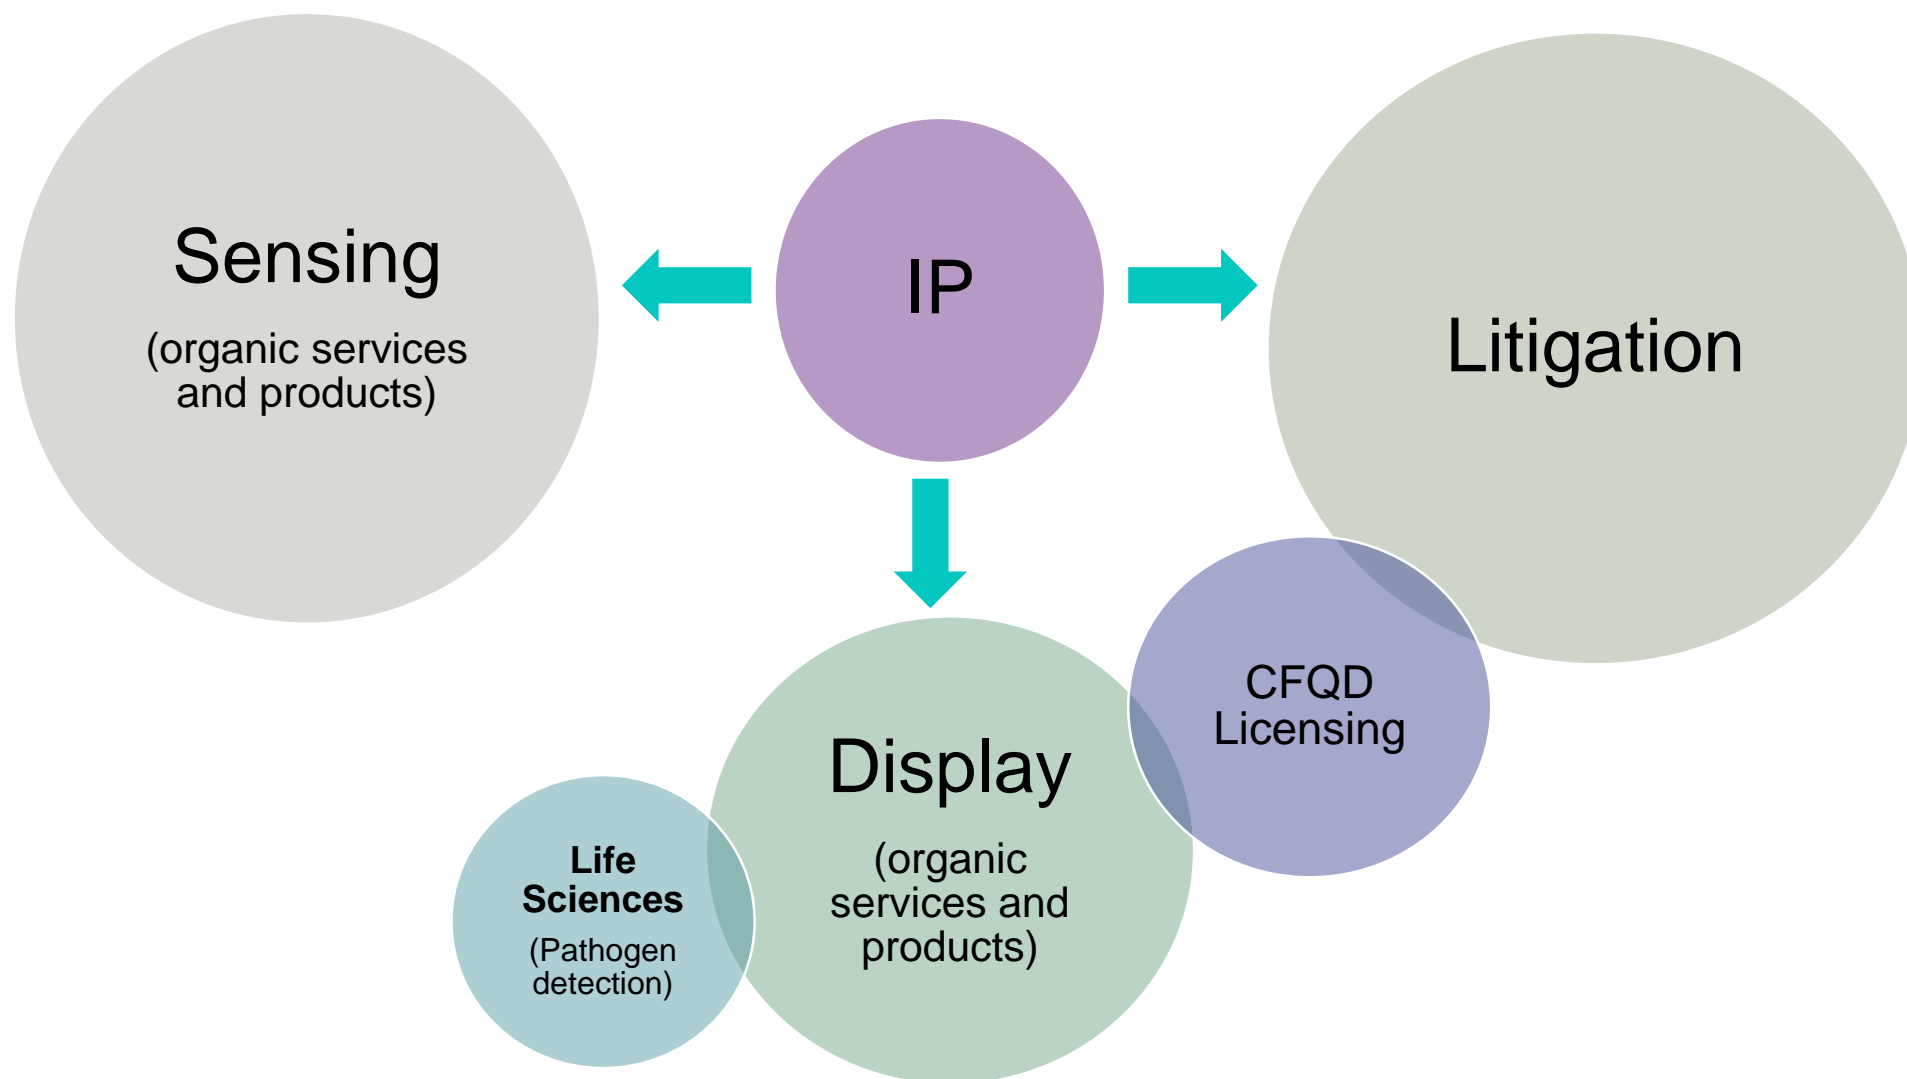 Sensing
(organic services
and products)
IP
Litigation
CFQD
Licensing
Display
(organic
services and
products)
Life
Sciences
(Pathogen
detection)